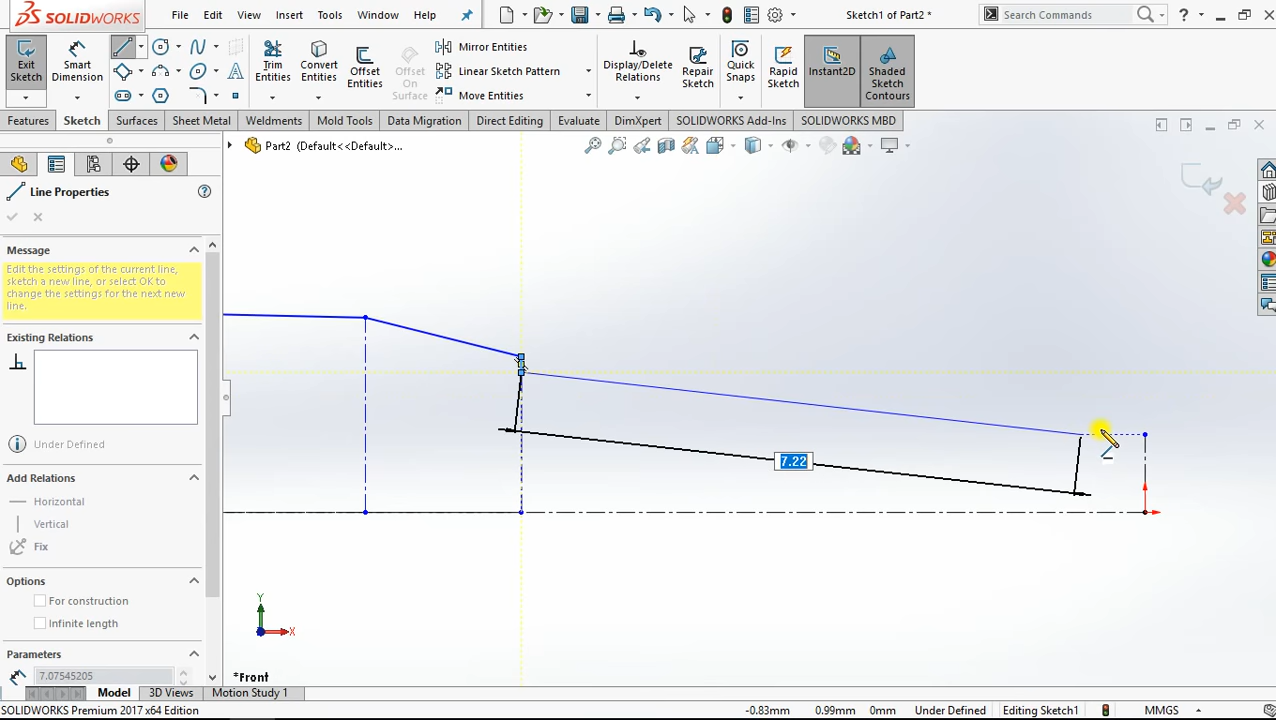 SOLIDWORKS
File
Edit
View
Insert
Tools
Window
Help
Sketch1 of Part2 *
Search Commands
?
Exit Sketch
Smart Dimension
Trim Entities
Convert Entities
Offset Entities
Offset On Surface
Mirror Entities
Linear Sketch Pattern
Move Entities
Display/Delete Relations
Repair Sketch
Quick Snaps
Rapid Sketch
Instant2D
Shaded Sketch Contours
Features
Sketch
Surfaces
Sheet Metal
Weldments
Mold Tools
Data Migration
Direct Editing
Evaluate
DimXpert
SOLIDWORKS Add-Ins
SOLIDWORKS MBD
Part2 (Default<<Default>...
Line Properties
Message
Edit the settings of the current line,
sketch a new line, or select OK to
change the settings for the next new
line.
Existing Relations
Under Defined
Add Relations
Horizontal
Vertical
Fix
Options
For construction
Infinite length
Parameters
7.07545205
7.22
Y
X
*Front
Model
3D Views
Motion Study 1
SOLIDWORKS Premium 2017 x64 Edition
-0.83mm
0.99mm
0mm
Under Defined
Editing Sketch1
MMGS